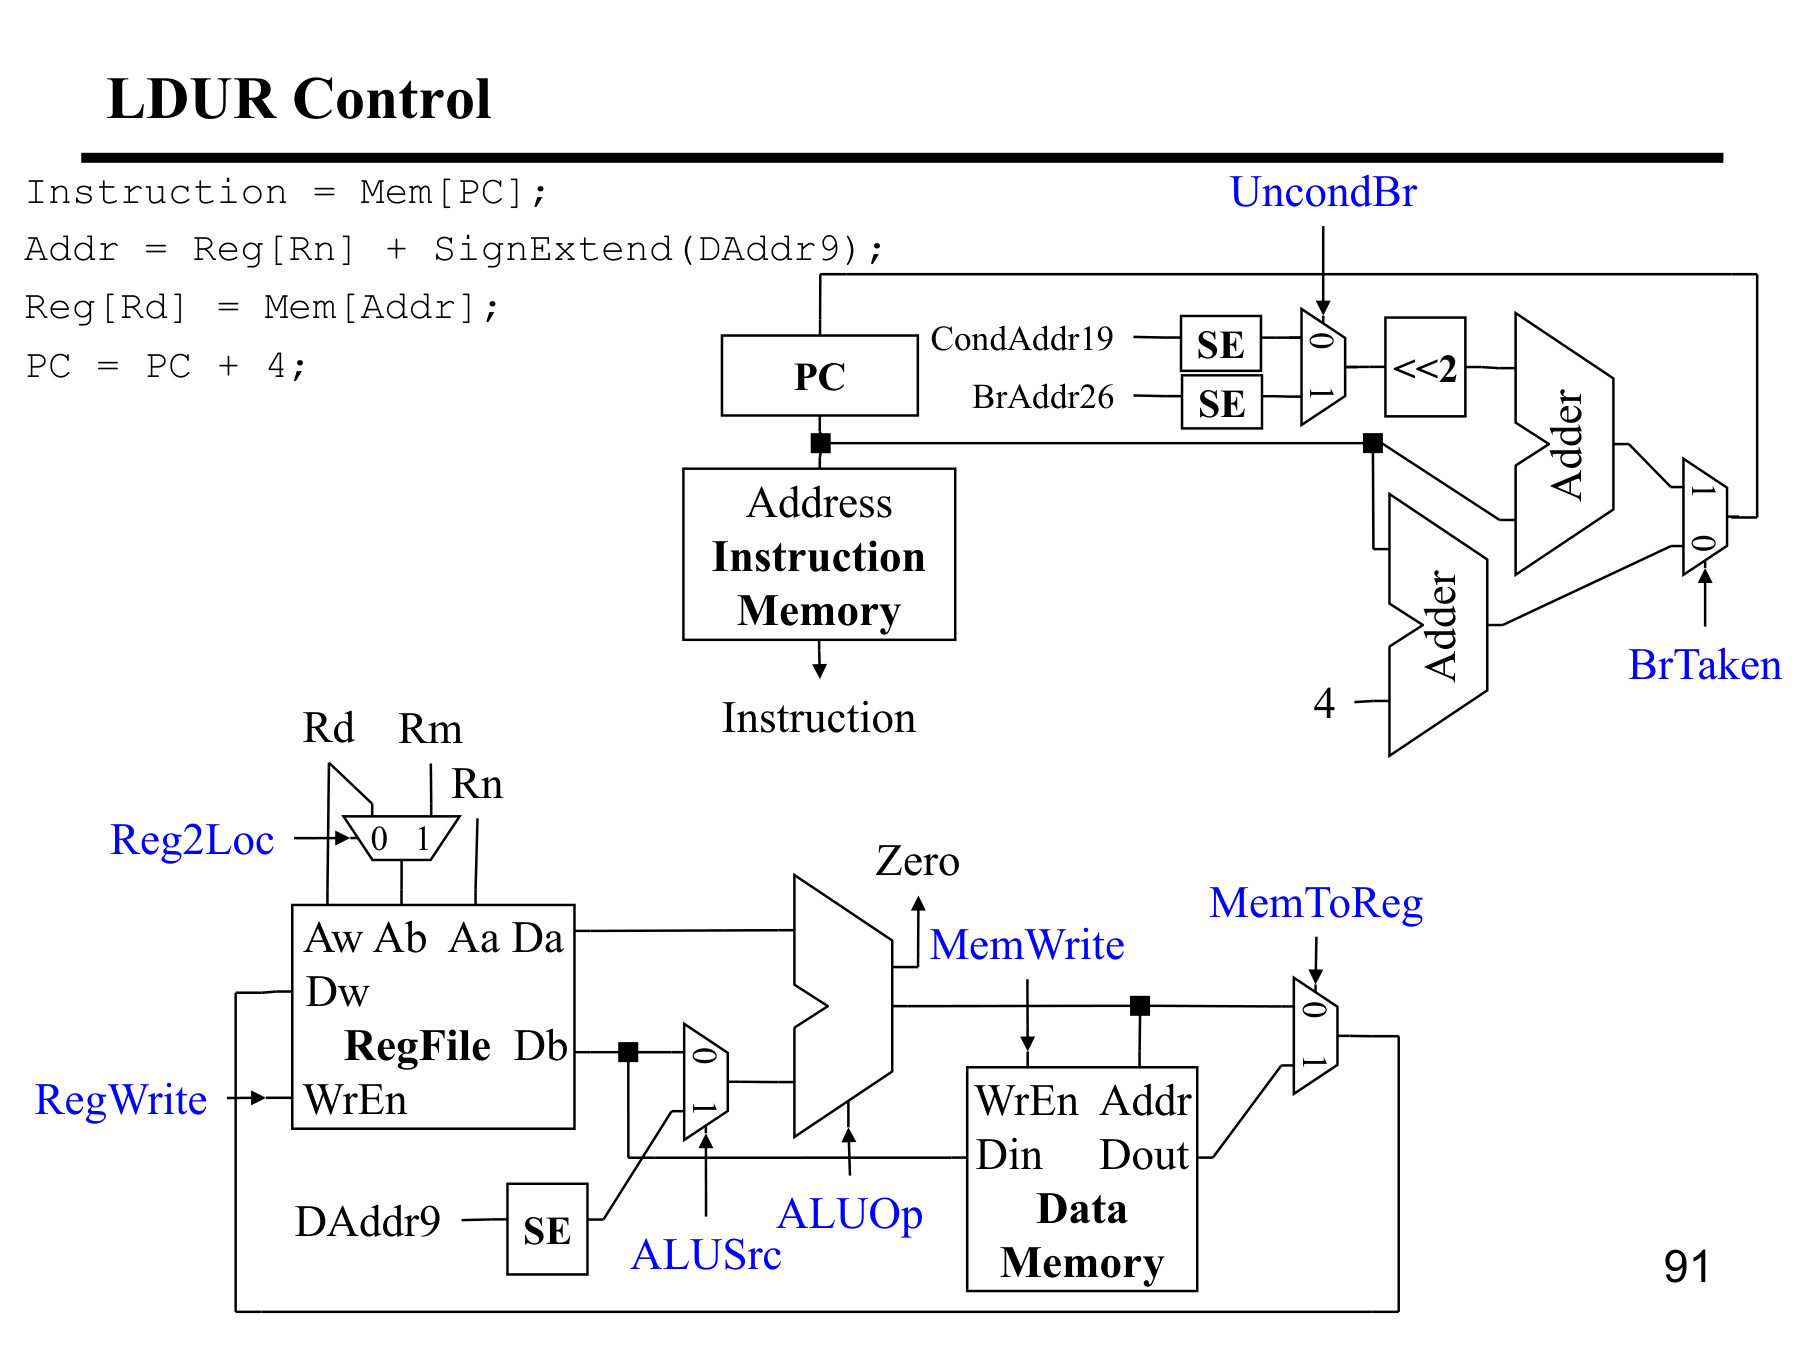 LDUR Control
Instruction = Mem[PC];
Addr = Reg[Rn] + SignExtend(DAddr9);
Reg[Rd] = Mem[Addr];
PC = PC + 4;
UncondBr
CondAddr19
SE
0
<<2
PC
BrAddr26
SE
1
Adder
1
0
Address
Instruction
Memory
Adder
BrTaken
4
Instruction
Rd
Rm
Rn
Reg2Loc
0 1
Zero
MemToReg
MemWrite
Aw Ab Aa Da
Dw
RegFile Db
RegWrite
WrEn
0
1
0
1
WrEn Addr
Din Dout
Data
Memory
DAddr9
SE
ALUSrc
ALUOp
91